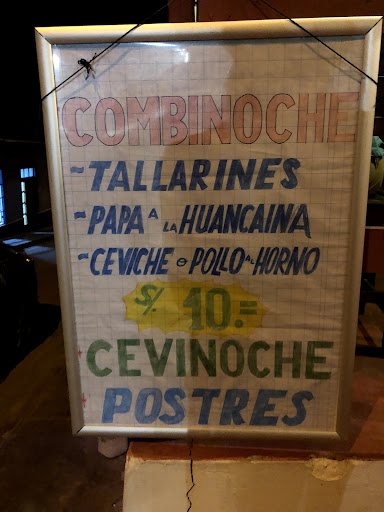 COMBINOCHE
~TALLARINES
~PAPA A LA HUANCAINA
~CEVICHE O POLLO AL HORNO
S/. 10.=
CEVINOCHE
POSTRES